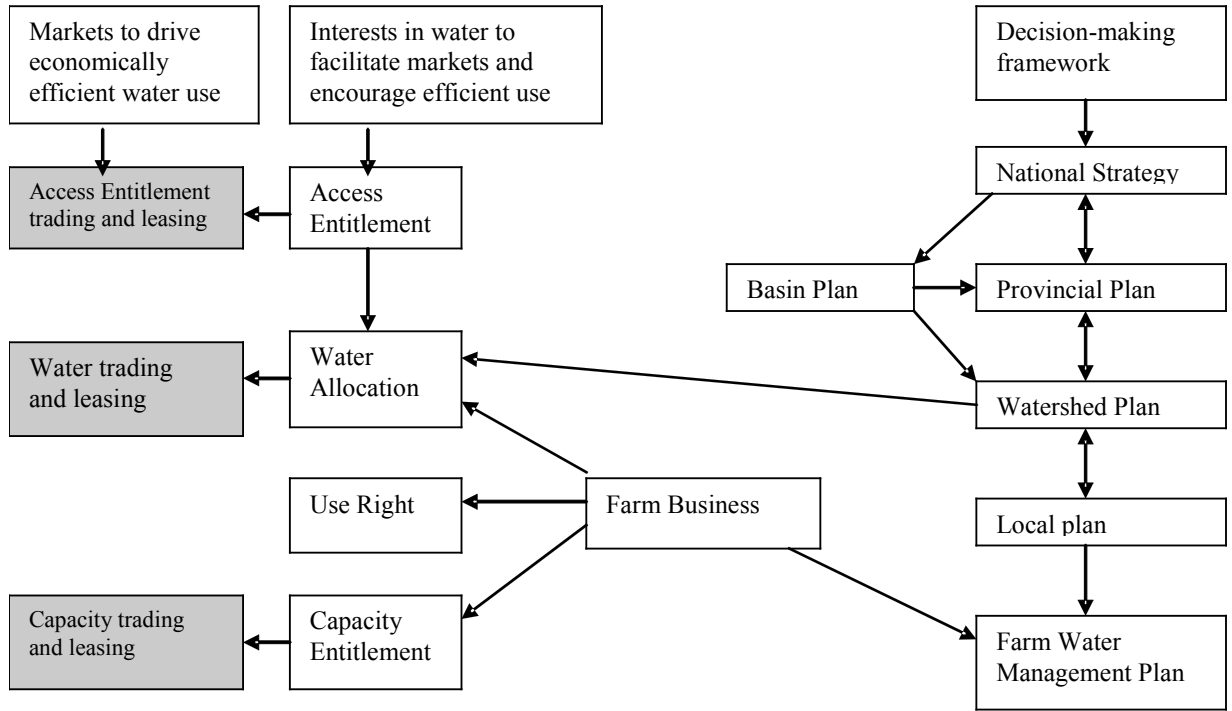 Markets to drive
economically
efficient water use
Interests in water to
facilitate markets and
encourage efficient use
Decision-making
framework
Access Entitlement
trading and leasing
Access
Entitlement
National Strategy
Basin Plan
Provincial Plan
Water trading
and leasing
Water
Allocation
Watershed Plan
Use Right
Farm Business
Local plan
Capacity trading
and leasing
Capacity
Entitlement
Farm Water
Management Plan